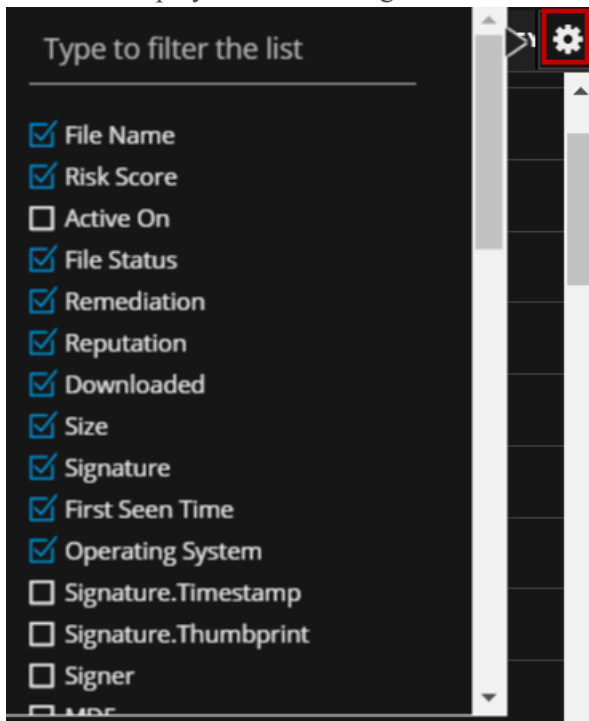 Type to filter the list
File Name
Risk Score
Active On
File Status
Remediation
Reputation
Downloaded
Size
Signature
First Seen Time
Operating System
Signature.Timestamp
Signature.Thumbprint
Signer